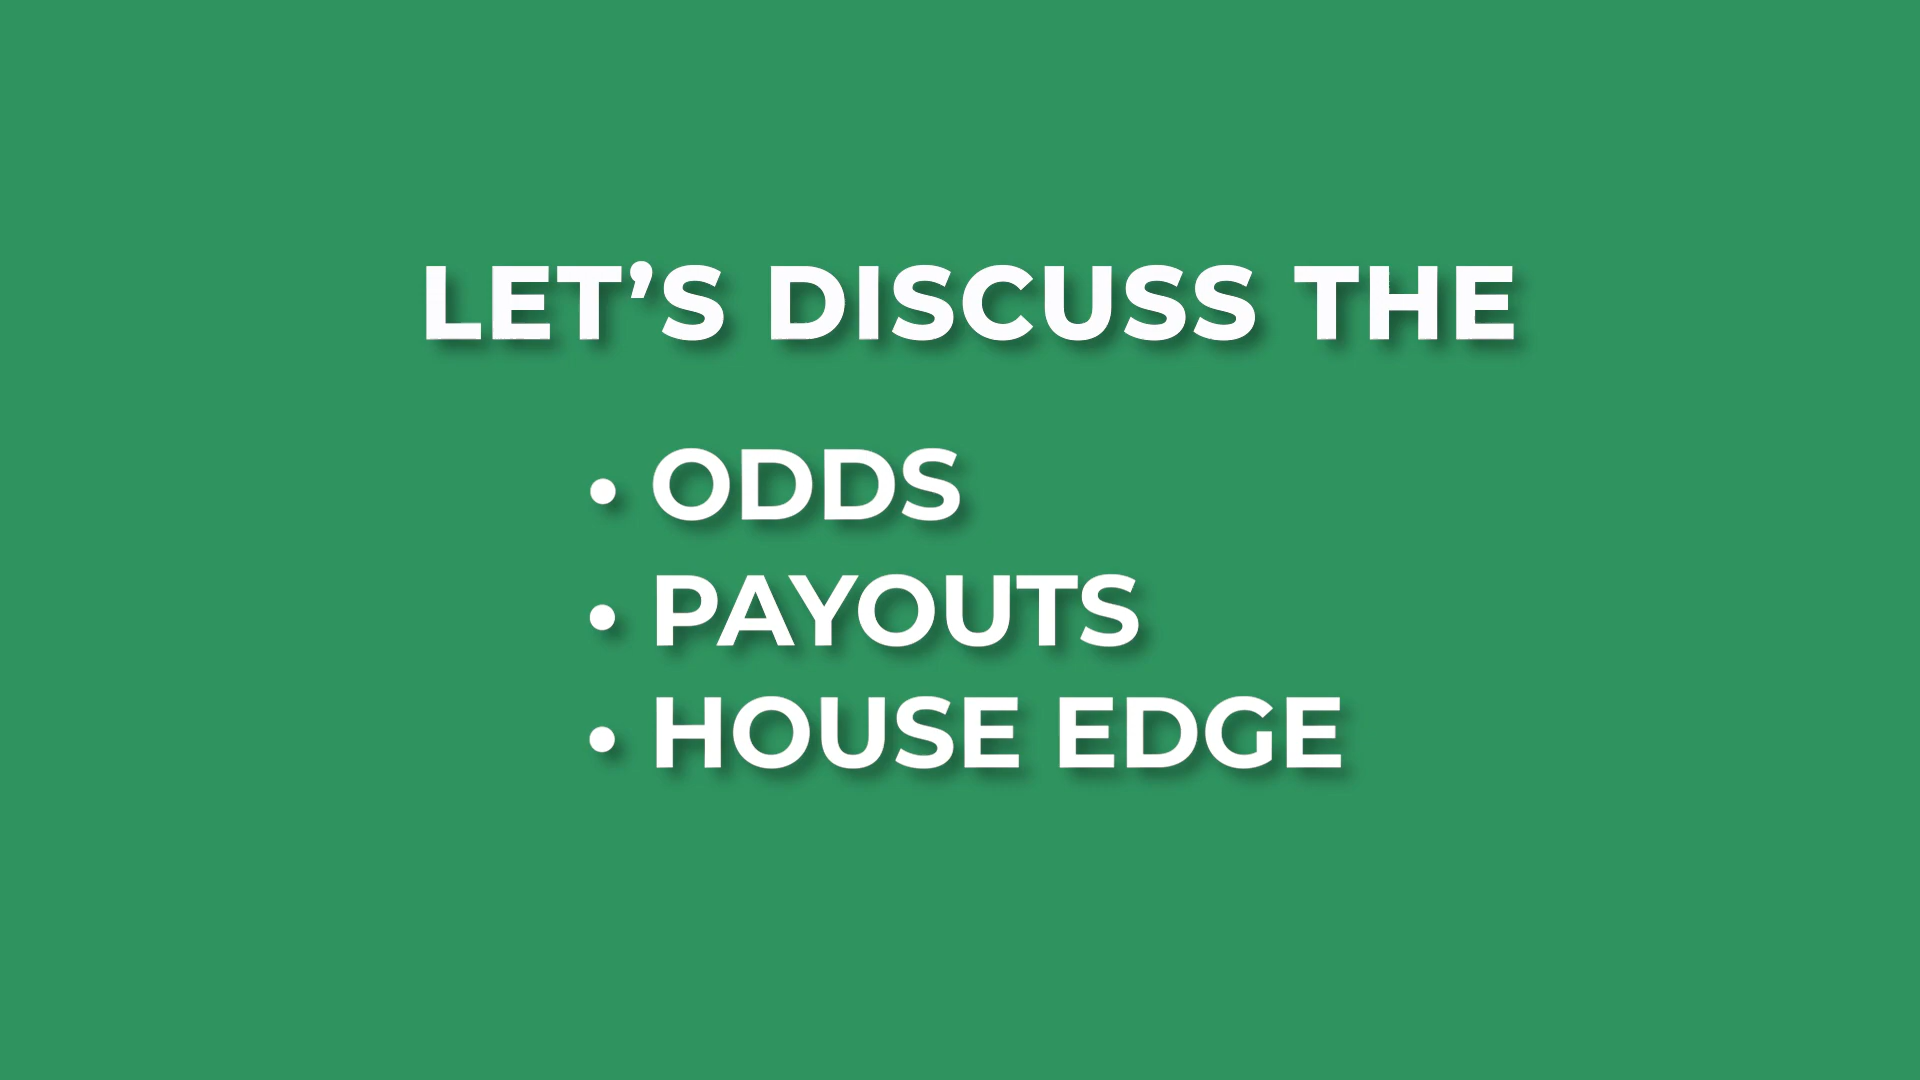 LET’S DISCUSS THE
• ODDS
• PAYOUTS
• HOUSE EDGE